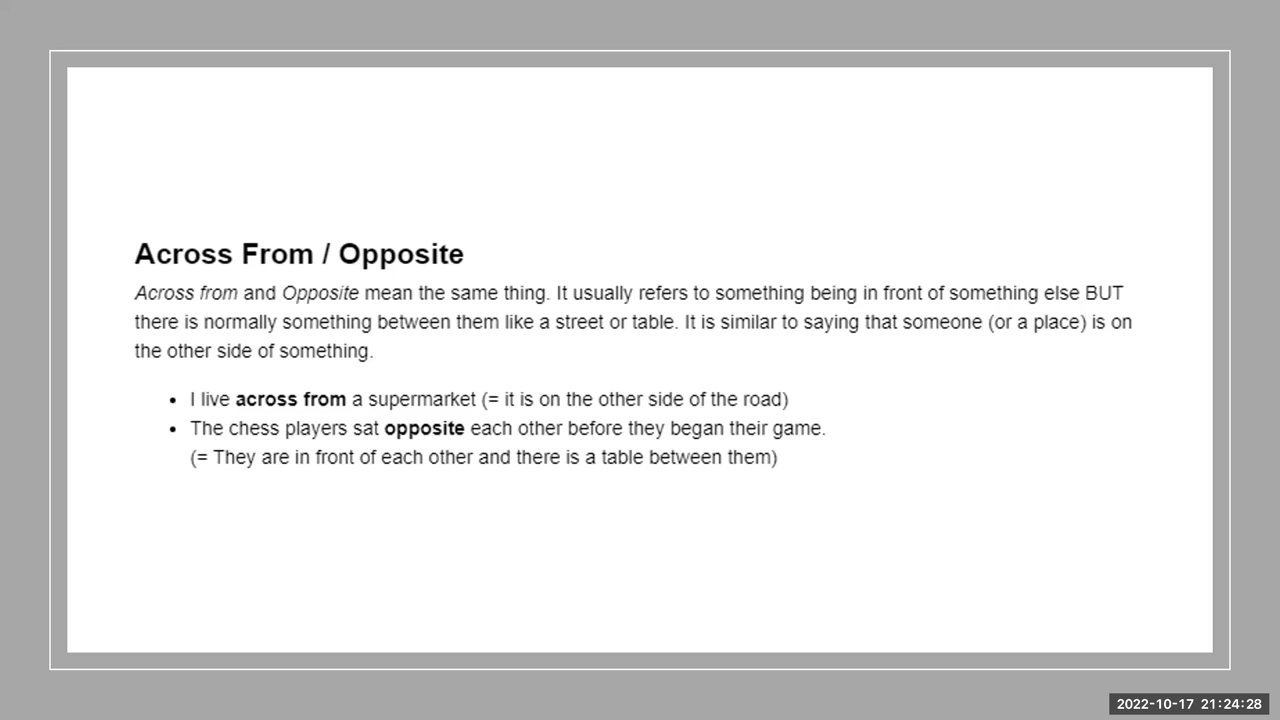 Across From / Opposite
Across from and Opposite mean the same thing. It usually refers to something being in front of something else BUT
there is normally something between them like a street or table. It is similar to saying that someone (or a place) is on
the other side of something.
• I live across from a supermarket (= it is on the other side of the road)
• The chess players sat opposite each other before they began their game.
(= They are in front of each other and there is a table between them)
2022-10-17 21:24:28